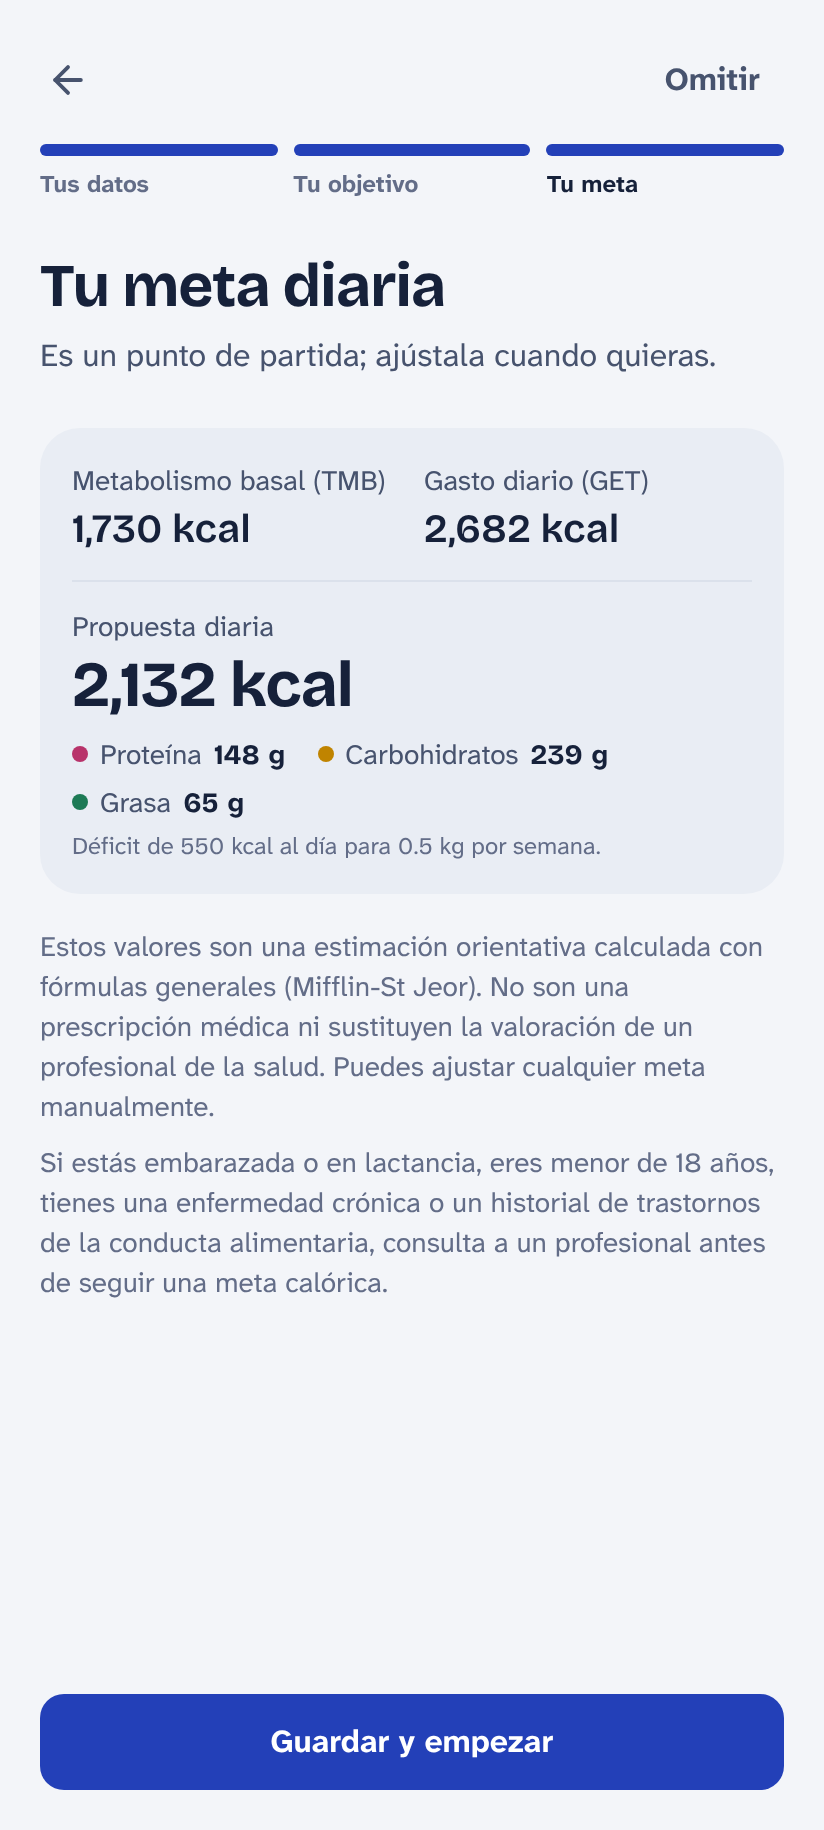 Omitir
Tus datos
Tu objetivo
Tu meta
Tu meta diaria
Es un punto de partida; ajústala cuando quieras.
Metabolismo basal (TMB)
1,730 kcal
Gasto diario (GET)
2,682 kcal
Propuesta diaria
2,132 kcal
Proteína 148 g
Carbohidratos 239 g
Grasa 65 g
Déficit de 550 kcal al día para 0.5 kg por semana.
Estos valores son una estimación orientativa calculada con
fórmulas generales (Mifflin-St Jeor). No son una
prescripción médica ni sustituyen la valoración de un
profesional de la salud. Puedes ajustar cualquier meta
manualmente.
Si estás embarazada o en lactancia, eres menor de 18 años,
tienes una enfermedad crónica o un historial de trastornos
de la conducta alimentaria, consulta a un profesional antes
de seguir una meta calórica.
Guardar y empezar